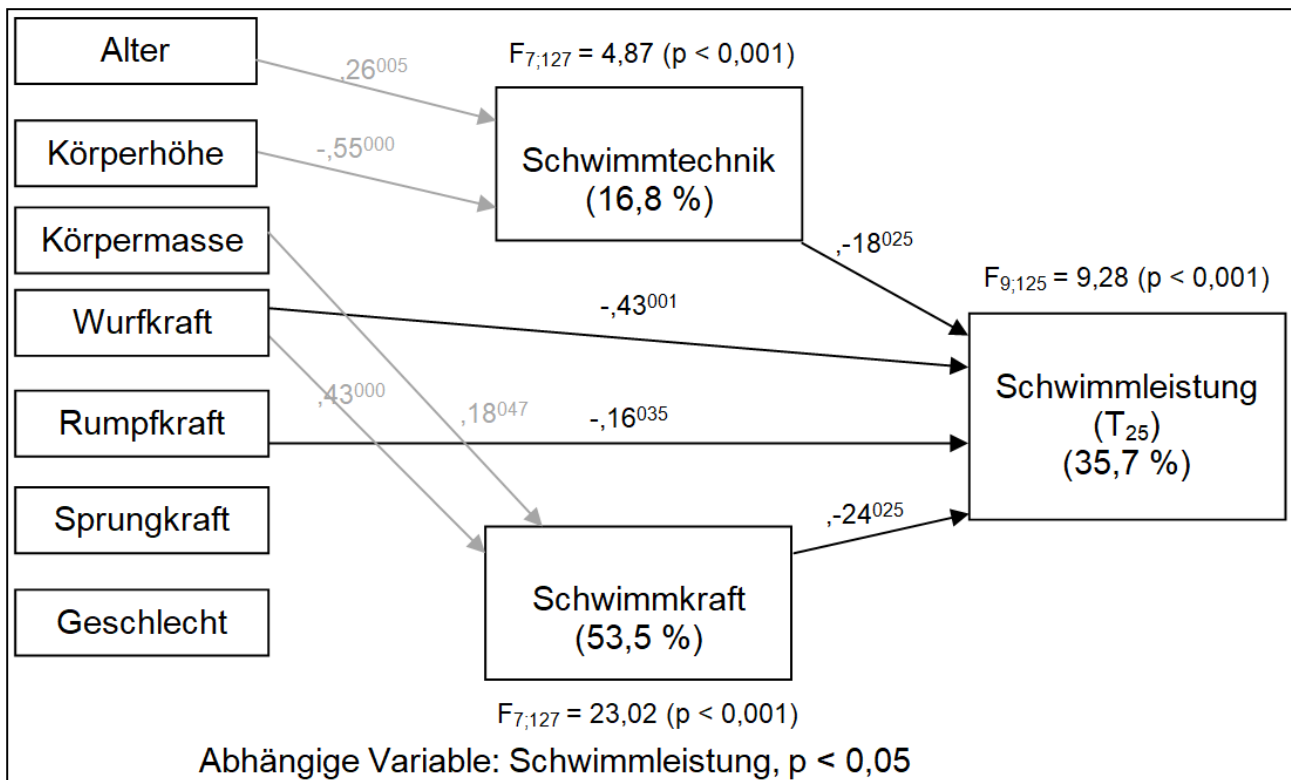 Alter
Körperhöhe
Körpermasse
Wurfkraft
Rumpfkraft
Sprungkraft
Geschlecht
,26⁰⁰⁵
-,55⁰⁰⁰
,43⁰⁰⁰
,18⁰⁴⁷
F₇;₁₂₇ = 4,87 (p < 0,001)
Schwimmtechnik
(16,8 %)
,-18⁰²⁵
-,43⁰⁰¹
-,16⁰³⁵
,-24⁰²⁵
F₉;₁₂₅ = 9,28 (p < 0,001)
Schwimmleistung
(T₂₅)
(35,7 %)
Schwimmkraft
(53,5 %)
F₇;₁₂₇ = 23,02 (p < 0,001)
Abhängige Variable: Schwimmleistung, p < 0,05